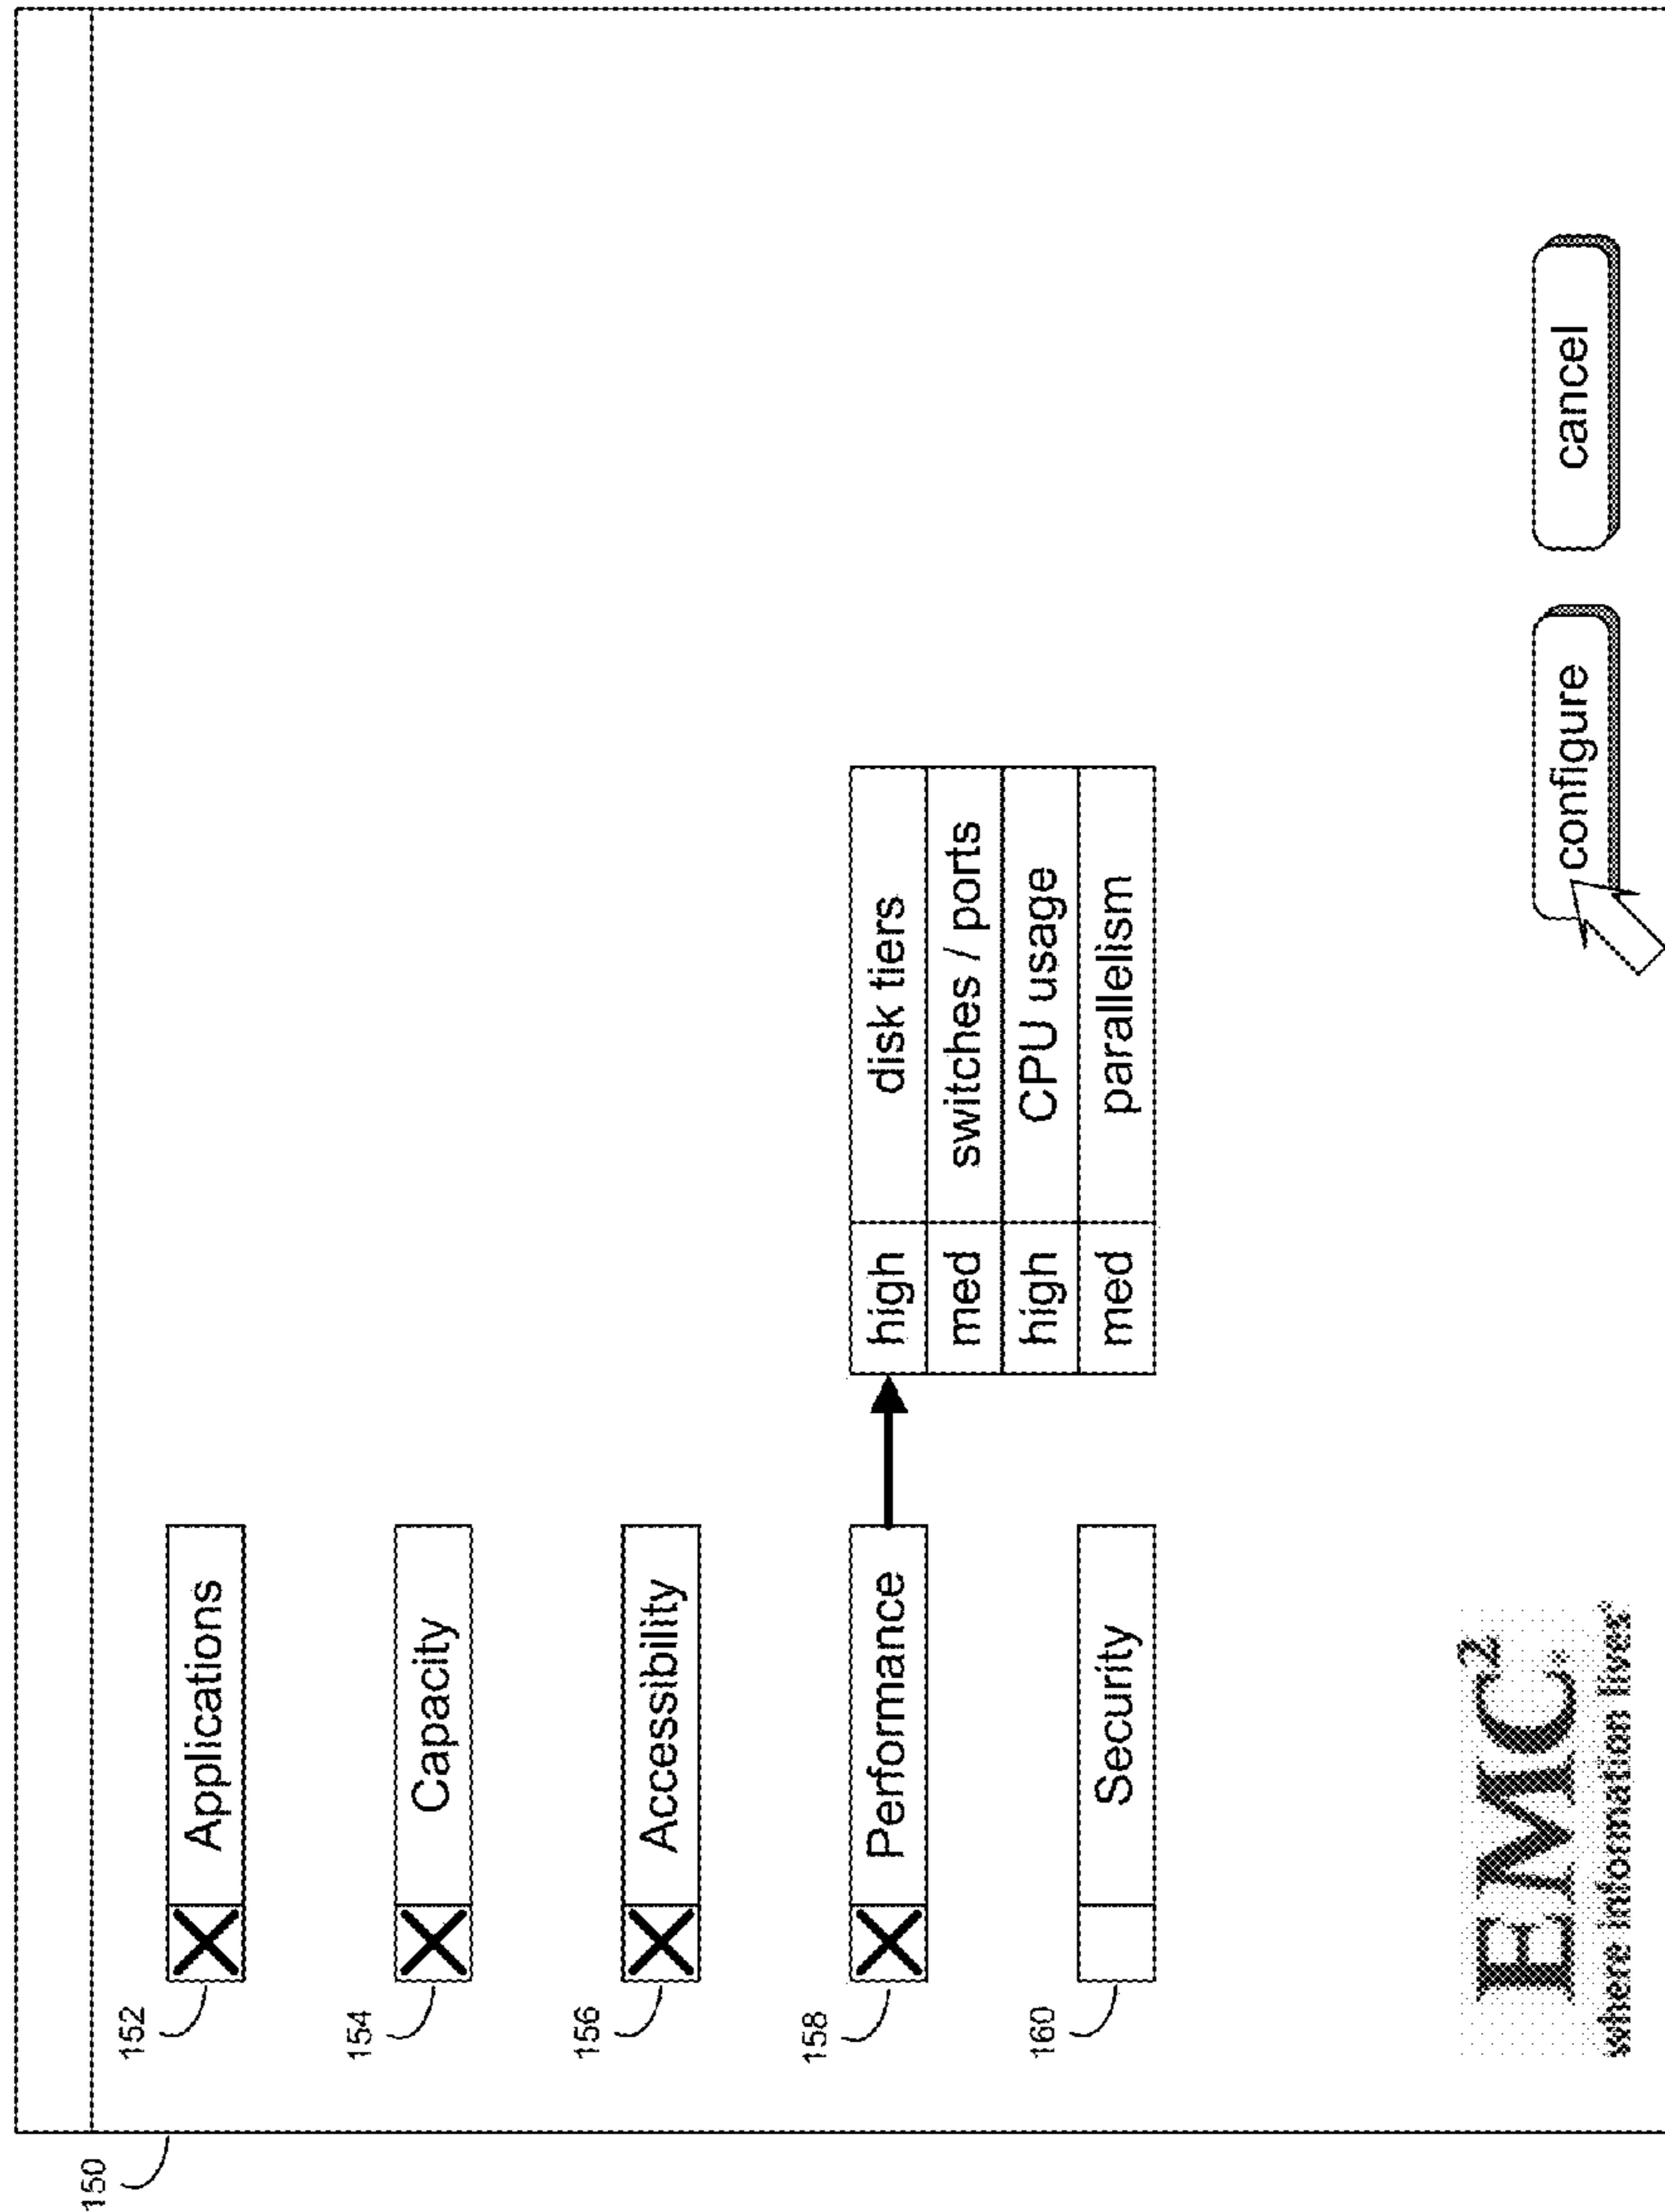 150
152
Applications
154
Capacity
156
Accessibility
158
Performance
high disk tiers
med switches / ports
high CPU usage
med parallelism
160
Security
EMC²
where information lives®
configure
cancel